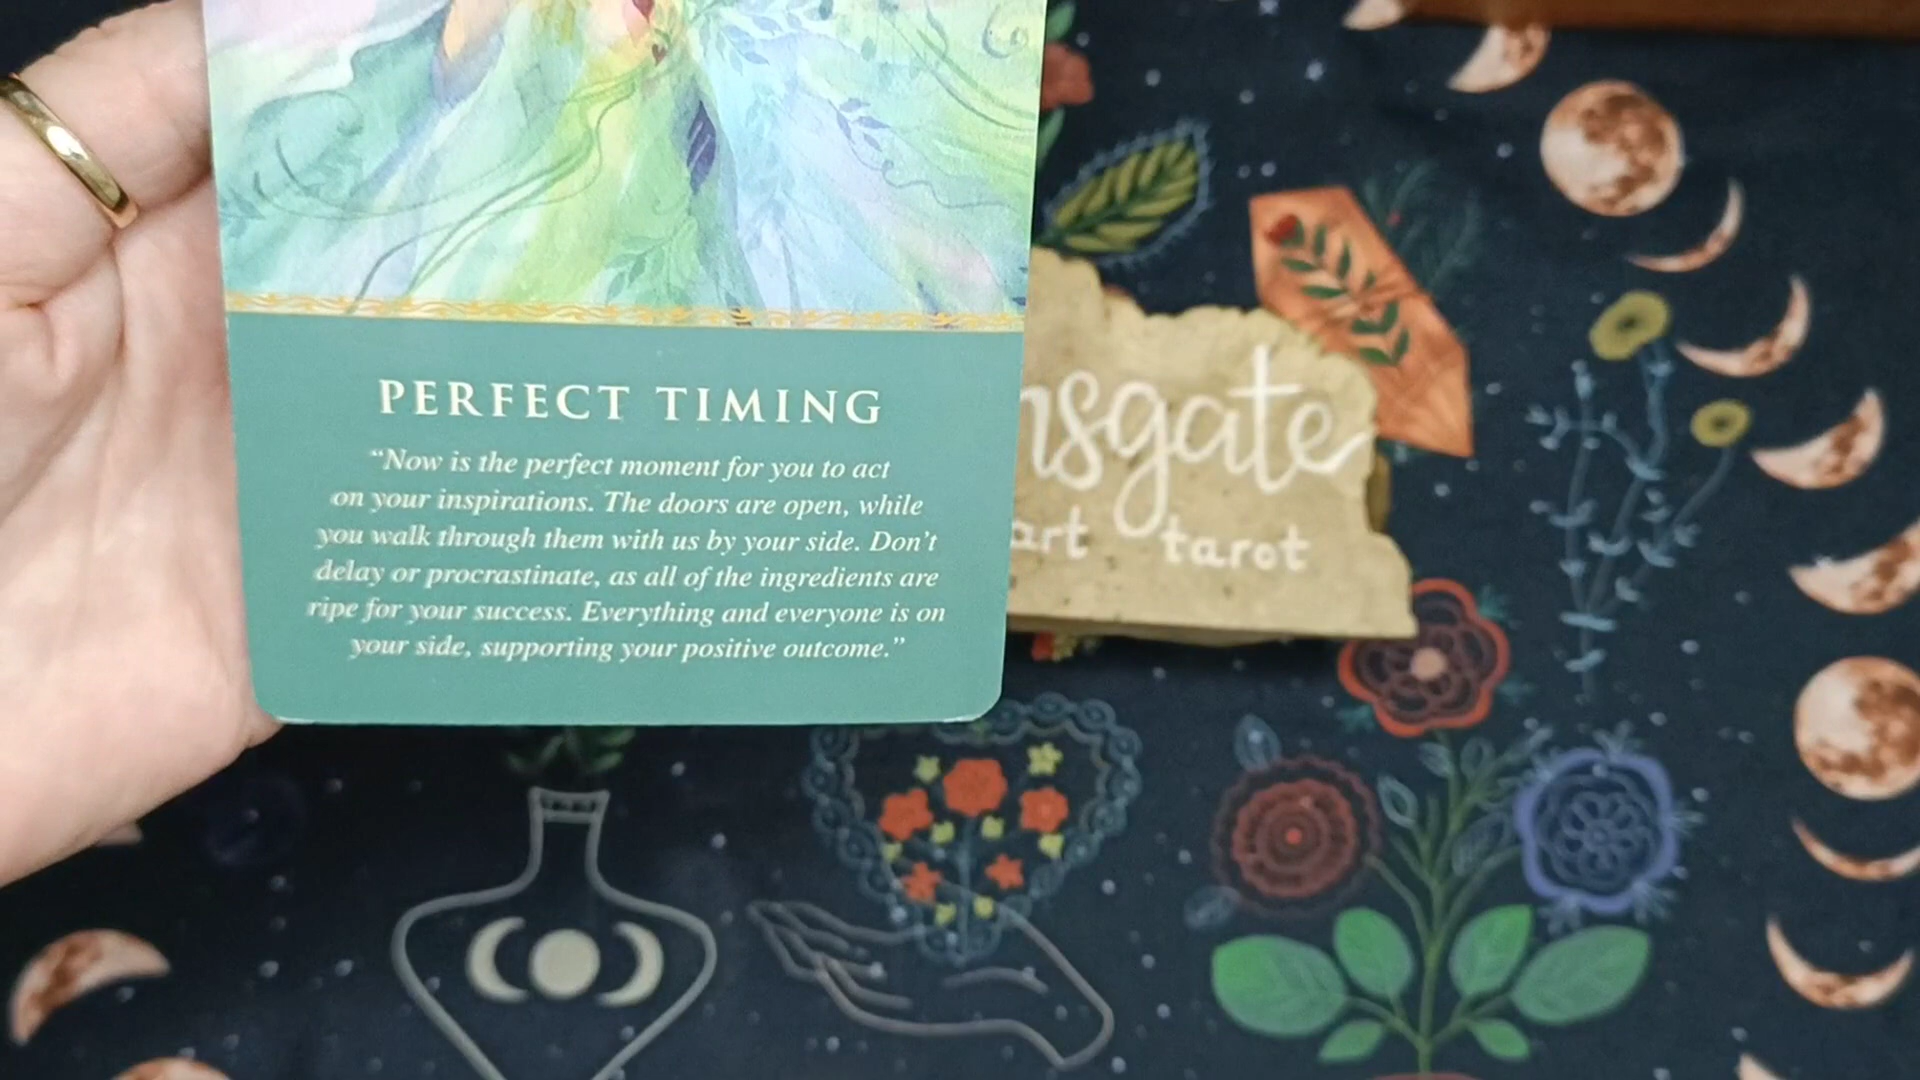 PERFECT TIMING
“Now is the perfect moment for you to act
on your inspirations. The doors are open, while
you walk through them with us by your side. Don't
delay or procrastinate, as all of the ingredients are
ripe for your success. Everything and everyone is on
your side, supporting your positive outcome.”
nsgate
art tarot